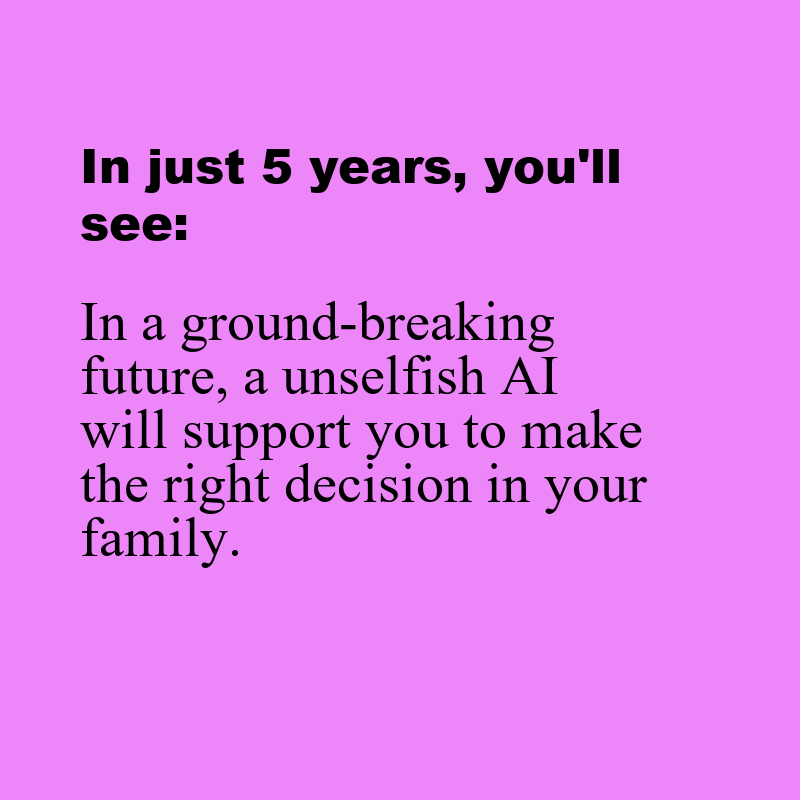 In just 5 years, you'll
see:
In a ground-breaking
future, a unselfish AI
will support you to make
the right decision in your
family.